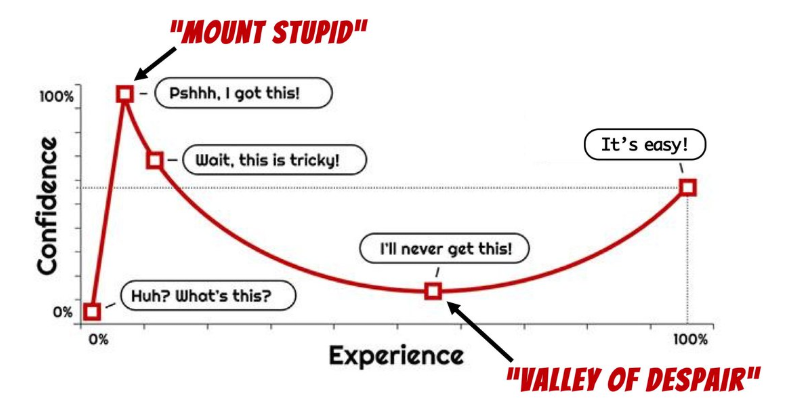 "MOUNT STUPID"
100%
Pshhh, I got this!
Wait, this is tricky!
It's easy!
Confidence
I'll never get this!
Huh? What's this?
0%
0%
100%
Experience
"VALLEY OF DESPAIR"